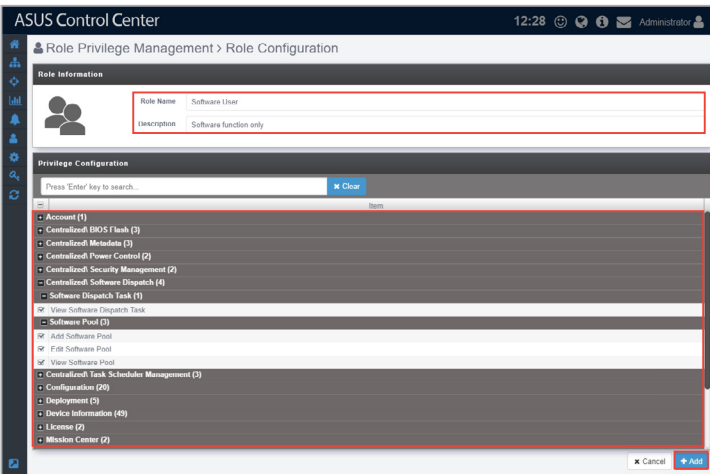 ASUS Control Center
12:28 Administrator
Role Privilege Management > Role Configuration
Role Information
Role Name Software User
Description Software function only
Privilege Configuration
Press 'Enter' key to search... Clear
Item
Account (1)
Centralized\ BIOS Flash (3)
Centralized\ Metadata (3)
Centralized\ Power Control (2)
Centralized\ Security Management (2)
Centralized\ Software Dispatch (4)
Software Dispatch Task (1)
View Software Dispatch Task
Software Pool (3)
Add Software Pool
Edit Software Pool
View Software Pool
Centralized\ Task Scheduler Management (3)
Configuration (20)
Deployment (5)
Device Information (49)
License (2)
Mission Center (2)
Cancel Add